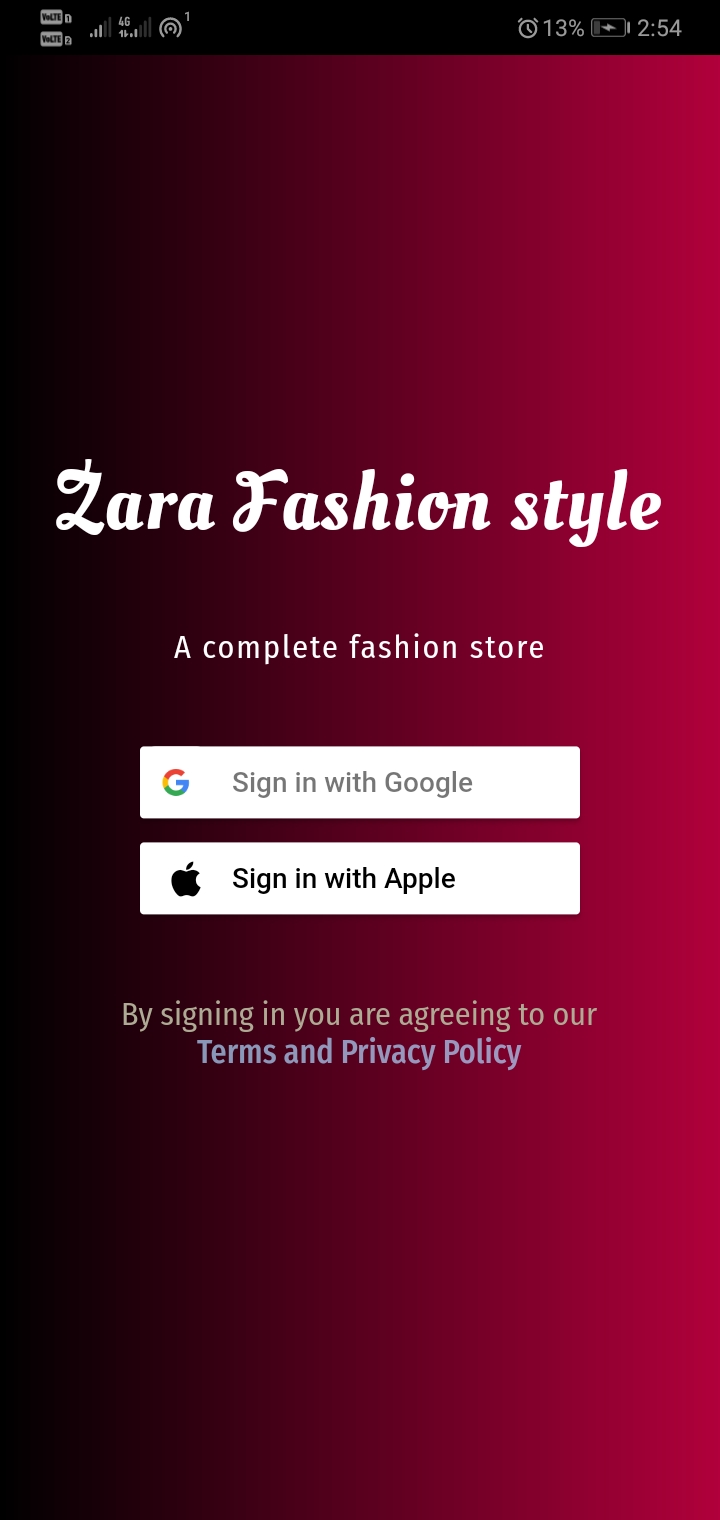 VoLTE 1
VoLTE 2
4G
1
13%
2:54
Zara Fashion style
A complete fashion store
Sign in with Google
Sign in with Apple
By signing in you are agreeing to our
Terms and Privacy Policy